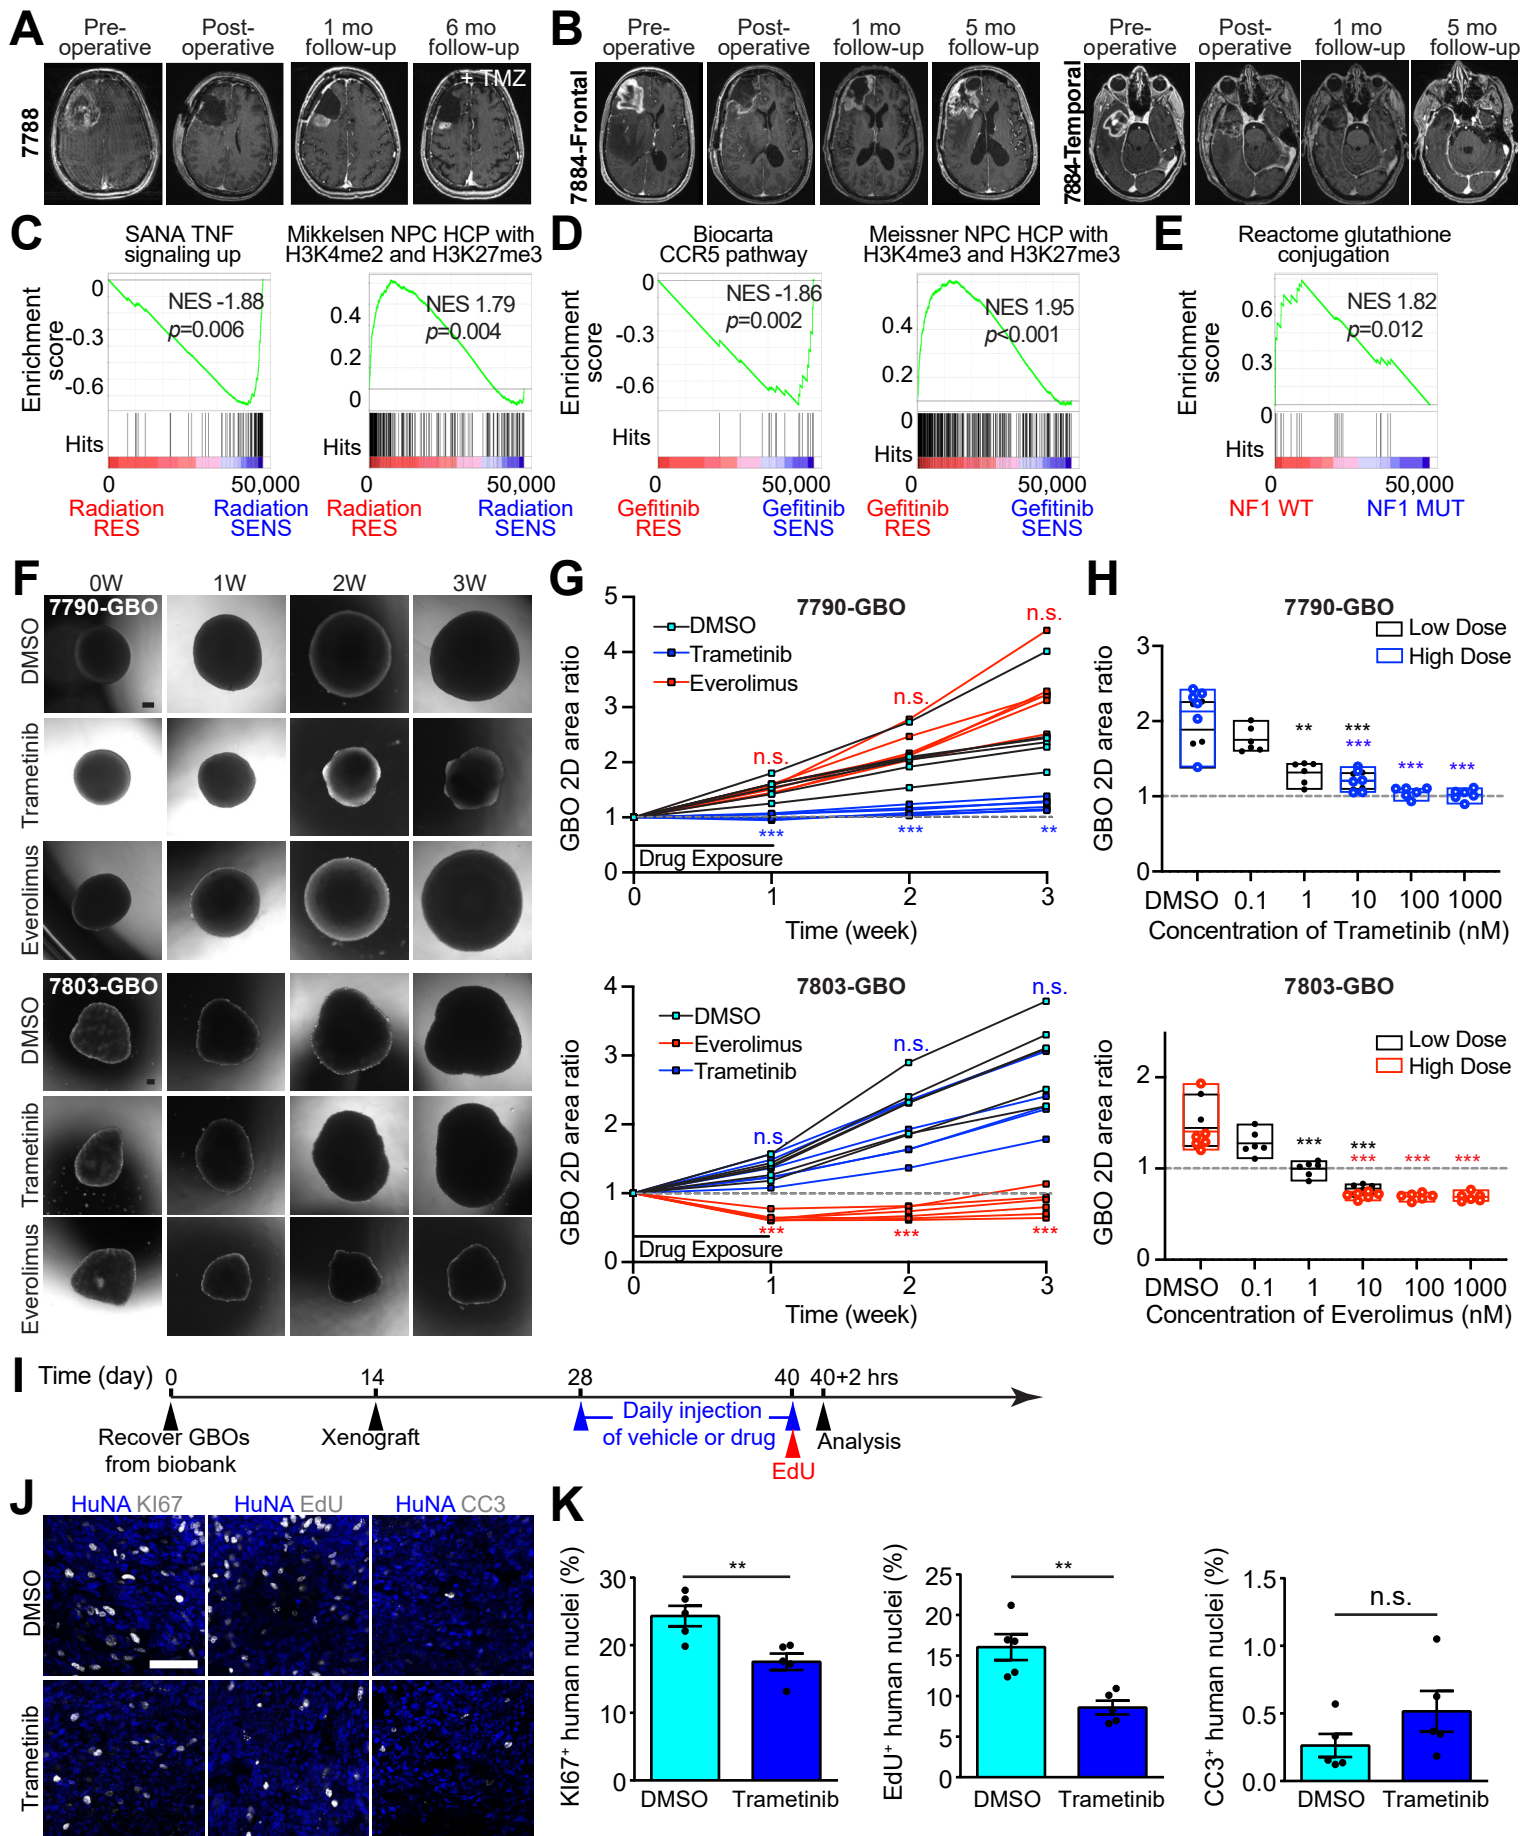 A
Pre-
operative
Post-
operative
1 mo
follow-up
6 mo
follow-up
7788
+ TMZ
B
Pre-
operative
Post-
operative
1 mo
follow-up
5 mo
follow-up
7884-Frontal
Pre-
operative
Post-
operative
1 mo
follow-up
5 mo
follow-up
7884-Temporal
C
SANA TNF
signaling up
Enrichment
score
0
-0.3
-0.6
NES -1.88
p=0.006
Hits
0
50,000
Radiation
RES
Radiation
SENS
Mikkelsen NPC HCP with
H3K4me2 and H3K27me3
0.4
0.2
0
NES 1.79
p=0.004
Hits
0
50,000
Radiation
RES
Radiation
SENS
D
Biocarta
CCR5 pathway
Enrichment
score
0
-0.3
-0.6
NES -1.86
p=0.002
Hits
0
50,000
Gefitinib
RES
Gefitinib
SENS
Meissner NPC HCP with
H3K4me3 and H3K27me3
0.4
0.2
0
NES 1.95
p<0.001
Hits
0
50,000
Gefitinib
RES
Gefitinib
SENS
E
Reactome glutathione
conjugation
Enrichment
score
0.6
0.3
0
NES 1.82
p=0.012
Hits
0
50,000
NF1 WT
NF1 MUT
F
0W
1W
2W
3W
7790-GBO
DMSO
Trametinib
Everolimus
7803-GBO
DMSO
Trametinib
Everolimus
G
7790-GBO
GBO 2D area ratio
5
4
3
2
1
0
DMSO
Trametinib
Everolimus
n.s.
n.s.
n.s.
***
***
**
Drug Exposure
0
1
2
3
Time (week)
7803-GBO
GBO 2D area ratio
4
3
2
1
0
DMSO
Everolimus
Trametinib
n.s.
n.s.
n.s.
***
***
***
Drug Exposure
0
1
2
3
Time (week)
H
7790-GBO
Low Dose
High Dose
GBO 2D area ratio
3
2
1
0
**
***
***
***
***
DMSO
0.1
1
10
100
1000
Concentration of Trametinib (nM)
7803-GBO
Low Dose
High Dose
GBO 2D area ratio
2
1
0
***
***
***
***
***
DMSO
0.1
1
10
100
1000
Concentration of Everolimus (nM)
I
Time (day)
0
14
28
40
40+2 hrs
Recover GBOs
from biobank
Xenograft
Daily injection
of vehicle or drug
EdU
Analysis
J
HuNA KI67
HuNA EdU
HuNA CC3
DMSO
Trametinib
K
KI67+ human nuclei (%)
30
20
10
0
**
DMSO
Trametinib
EdU+ human nuclei (%)
25
20
15
10
5
0
**
DMSO
Trametinib
CC3+ human nuclei (%)
1.5
1.0
0.5
0.0
n.s.
DMSO
Trametinib